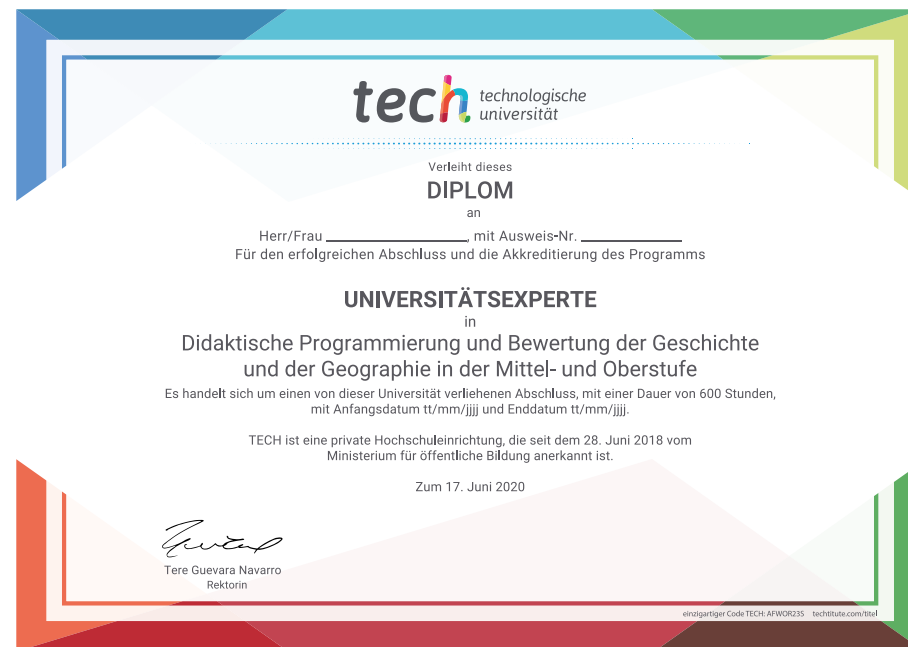 tech technologische
universität
Verleiht dieses
DIPLOM
an
Herr/Frau ____________________, mit Ausweis-Nr. ______________
Für den erfolgreichen Abschluss und die Akkreditierung des Programms
UNIVERSITÄTSEXPERTE
in
Didaktische Programmierung und Bewertung der Geschichte
und der Geographie in der Mittel- und Oberstufe
Es handelt sich um einen von dieser Universität verliehenen Abschluss, mit einer Dauer von 600 Stunden,
mit Anfangsdatum tt/mm/jjjj und Enddatum tt/mm/jjjj.
TECH ist eine private Hochschuleinrichtung, die seit dem 28. Juni 2018 vom
Ministerium für öffentliche Bildung anerkannt ist.
Zum 17. Juni 2020
Tere Guevara Navarro
Rektorin
einzigartiger Code TECH: AFWOR23S techtitute.com/titel